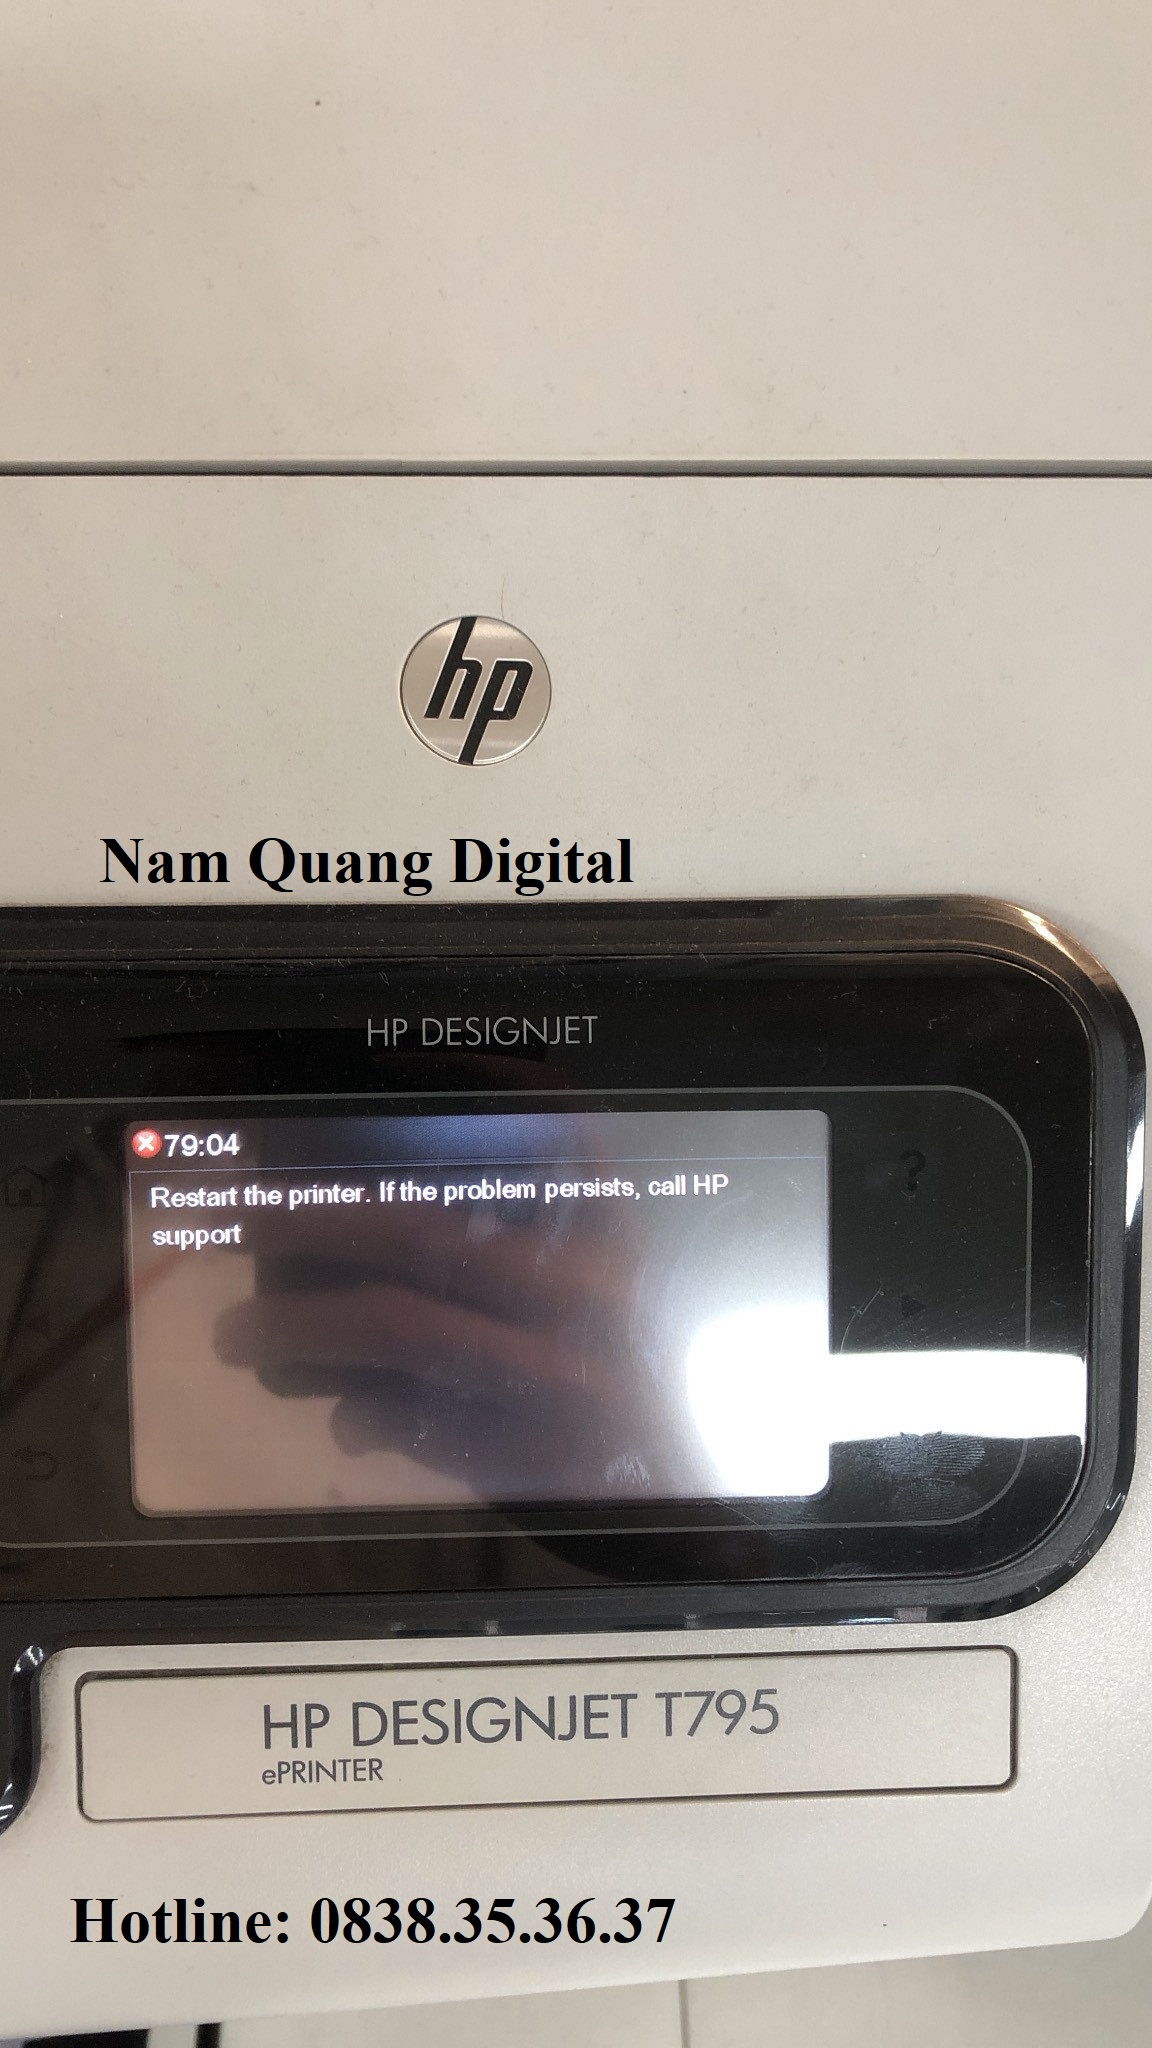 hp
Nam Quang Digital
HP DESIGNJET
79:04
Restart the printer. If the problem persists, call HP
support
?
HP DESIGNJET T795
ePRINTER
Hotline: 0838.35.36.37